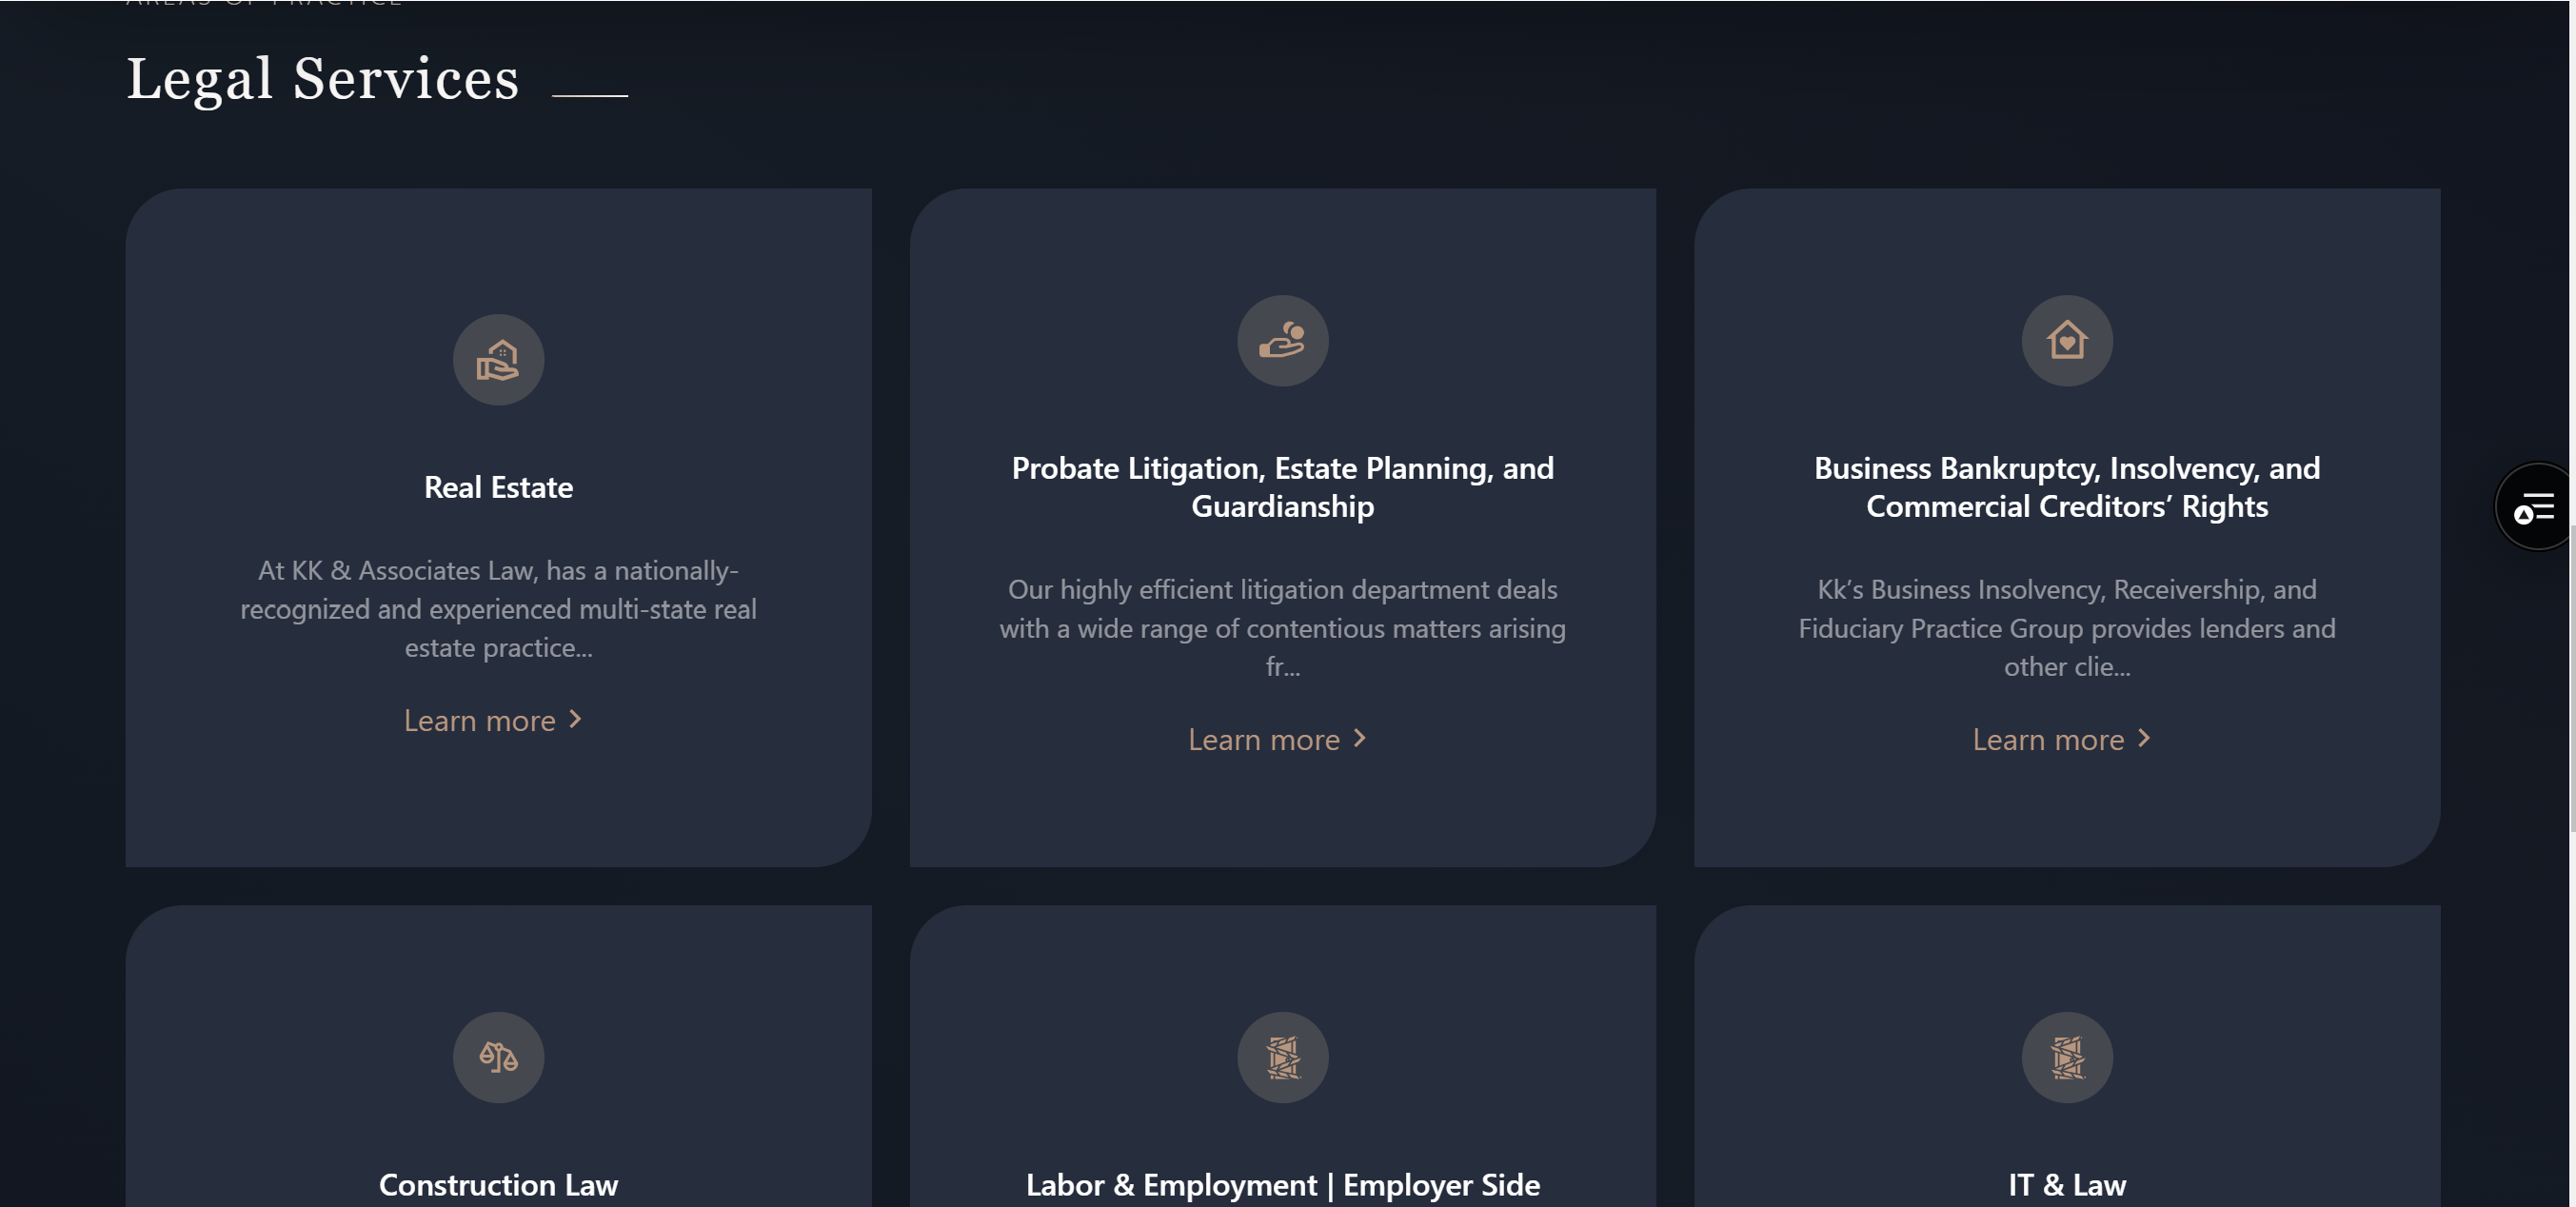 AREAS OF PRACTICE
Legal Services
Real Estate
At KK & Associates Law, has a nationally-
recognized and experienced multi-state real
estate practice...
Learn more
Probate Litigation, Estate Planning, and
Guardianship
Our highly efficient litigation department deals
with a wide range of contentious matters arising
fr...
Learn more
Business Bankruptcy, Insolvency, and
Commercial Creditors’ Rights
Kk’s Business Insolvency, Receivership, and
Fiduciary Practice Group provides lenders and
other clie...
Learn more
Construction Law
Labor & Employment | Employer Side
IT & Law